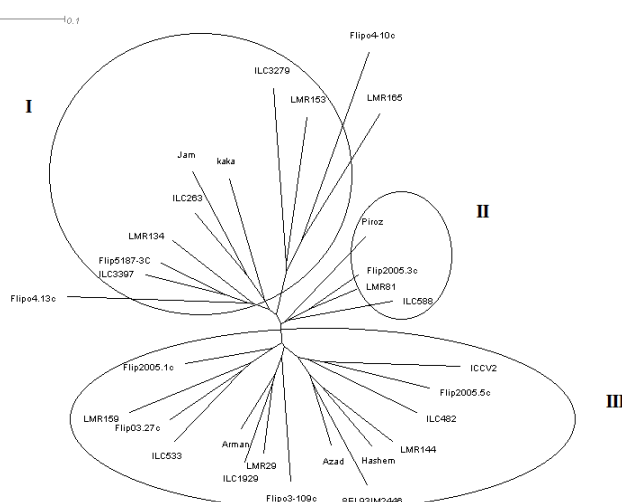 0.1
Flipo4-10c
ILC3279
LMR153
LMR165
I
Jam
kaka
ILC263
II
Piroz
LMR134
Flip5187-3C
ILC3397
Flip2005.3c
LMR81
Flipo4.13c
ILC588
Flip2005.1c
ICCV2
Flip2005.5c
III
LMR159
Flip03.27c
ILC482
Arman
LMR144
ILC533
LMR29
Azad
Hashem
ILC1929
Flipo3-109c